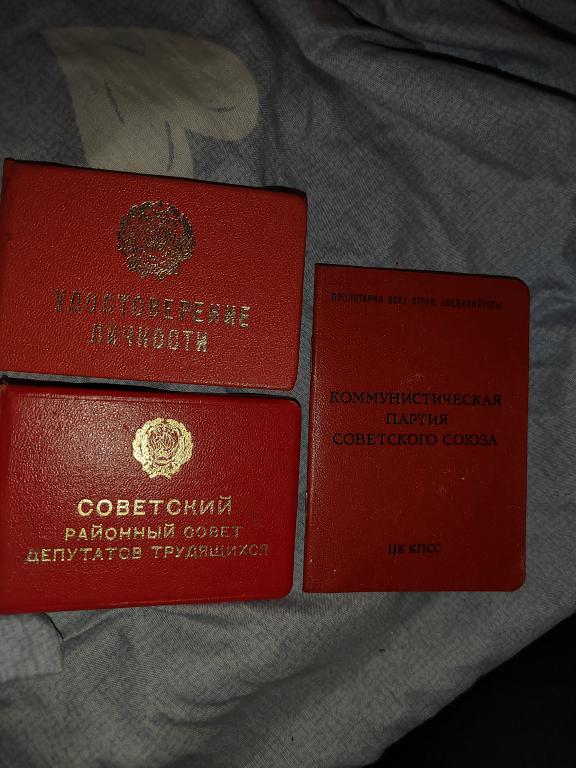 УДОСТОВЕРЕНИЕ
ЛИЧНОСТИ
СОВЕТСКИЙ
РАЙОННЫЙ СОВЕТ
ДЕПУТАТОВ ТРУДЯЩИХСЯ
ПРОЛЕТАРИИ ВСЕХ СТРАН, СОЕДИНЯЙТЕСЬ!
КОММУНИСТИЧЕСКАЯ
ПАРТИЯ
СОВЕТСКОГО СОЮЗА
ЦК КПСС